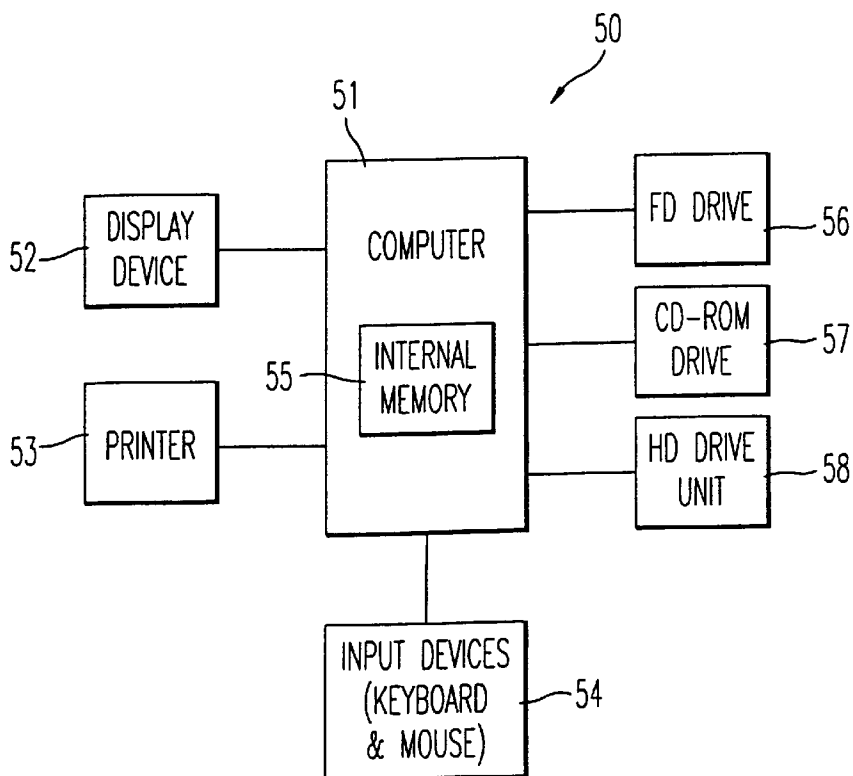 50
51
DISPLAY
DEVICE
52
COMPUTER
FD DRIVE
56
INTERNAL
MEMORY
55
CD-ROM
DRIVE
57
PRINTER
53
HD DRIVE
UNIT
58
INPUT DEVICES
(KEYBOARD
& MOUSE)
54